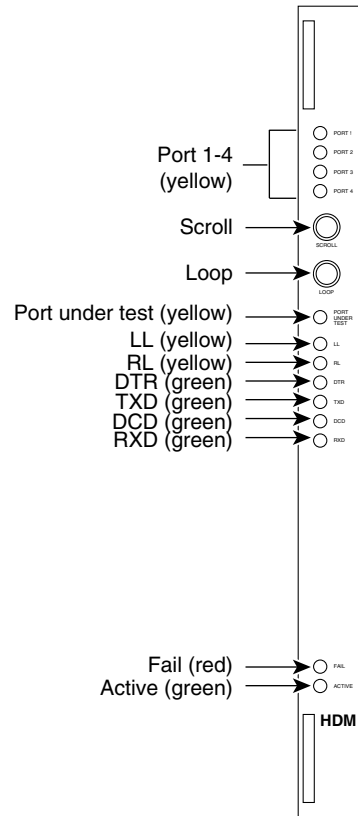 PORT 1
PORT 2
Port 1-4
(yellow)
PORT 3
PORT 4
Scroll
SCROLL
Loop
LOOP
Port under test (yellow)
PORT
UNDER
TEST
LL (yellow)
LL
RL (yellow)
RL
DTR (green)
DTR
TXD (green)
TXD
DCD (green)
DCD
RXD (green)
RXD
Fail (red)
FAIL
Active (green)
ACTIVE
HDM